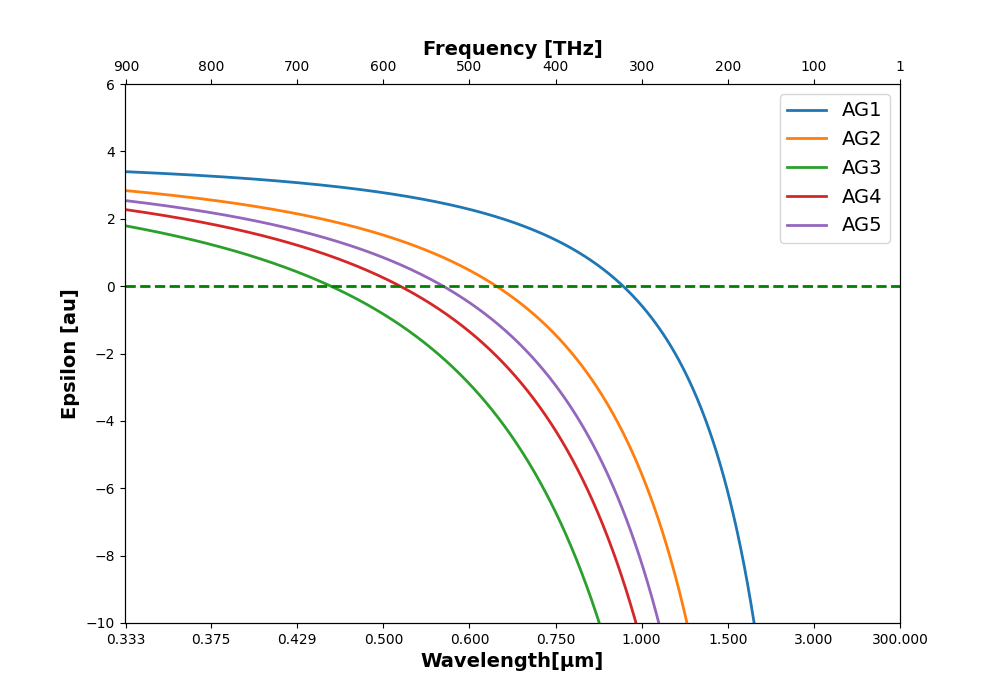 Frequency [THz]
900 800 700 600 500 400 300 200 100 1
6
4
2
0
−2
−4
−6
−8
−10
Epsilon [au]
AG1
AG2
AG3
AG4
AG5
0.333 0.375 0.429 0.500 0.600 0.750 1.000 1.500 3.000 300.000
Wavelength[μm]